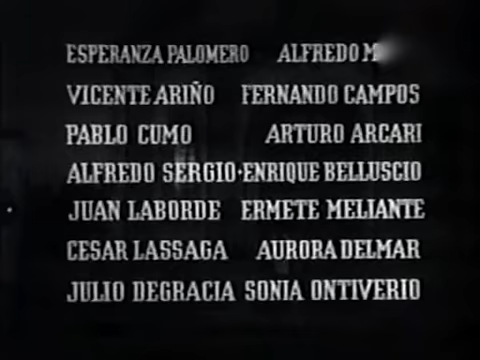 ESPERANZA PALOMERO ALFREDO
VICENTE ARIÑO FERNANDO CAMPOS
PABLO CUMO ARTURO ARCARI
ALFREDO SERGIO·ENRIQUE BELLUSCIO
JUAN LABORDE ERMETE MELIANTE
CESAR LASSAGA AURORA DELMAR
JULIO DEGRACIA SONIA ONTIVERIO